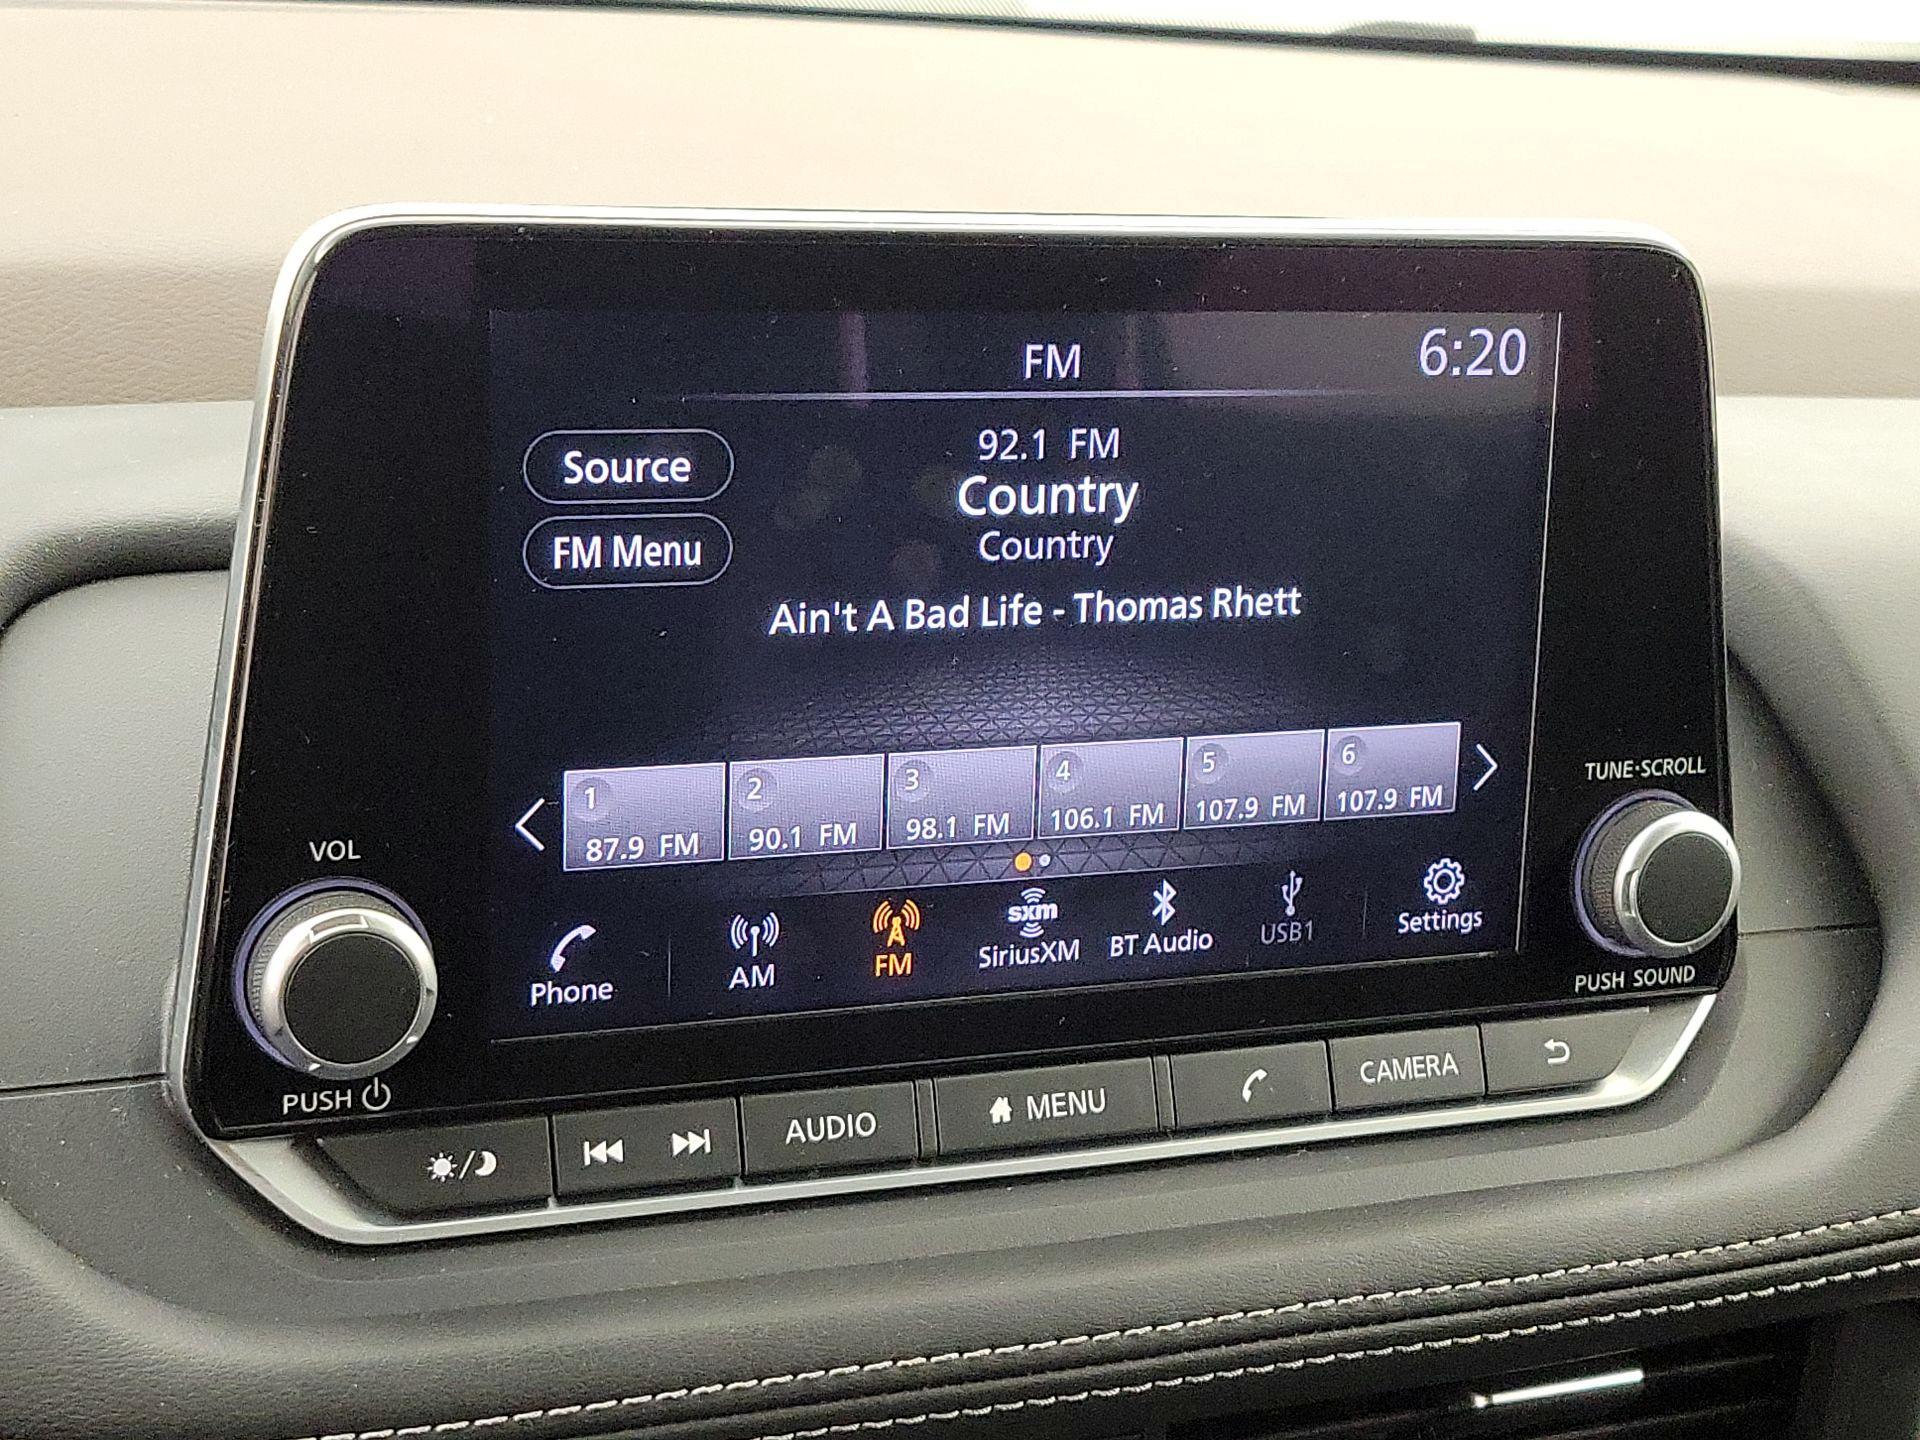 FM
6:20
Source
92.1 FM
Country
FM Menu
Country
Ain't A Bad Life - Thomas Rhett
1
2
3
4
5
6
87.9 FM
90.1 FM
98.1 FM
106.1 FM
107.9 FM
107.9 FM
VOL
TUNE·SCROLL
Phone
AM
FM
sxm
SiriusXM
BT Audio
USB1
Settings
PUSH
PUSH SOUND
AUDIO
MENU
CAMERA